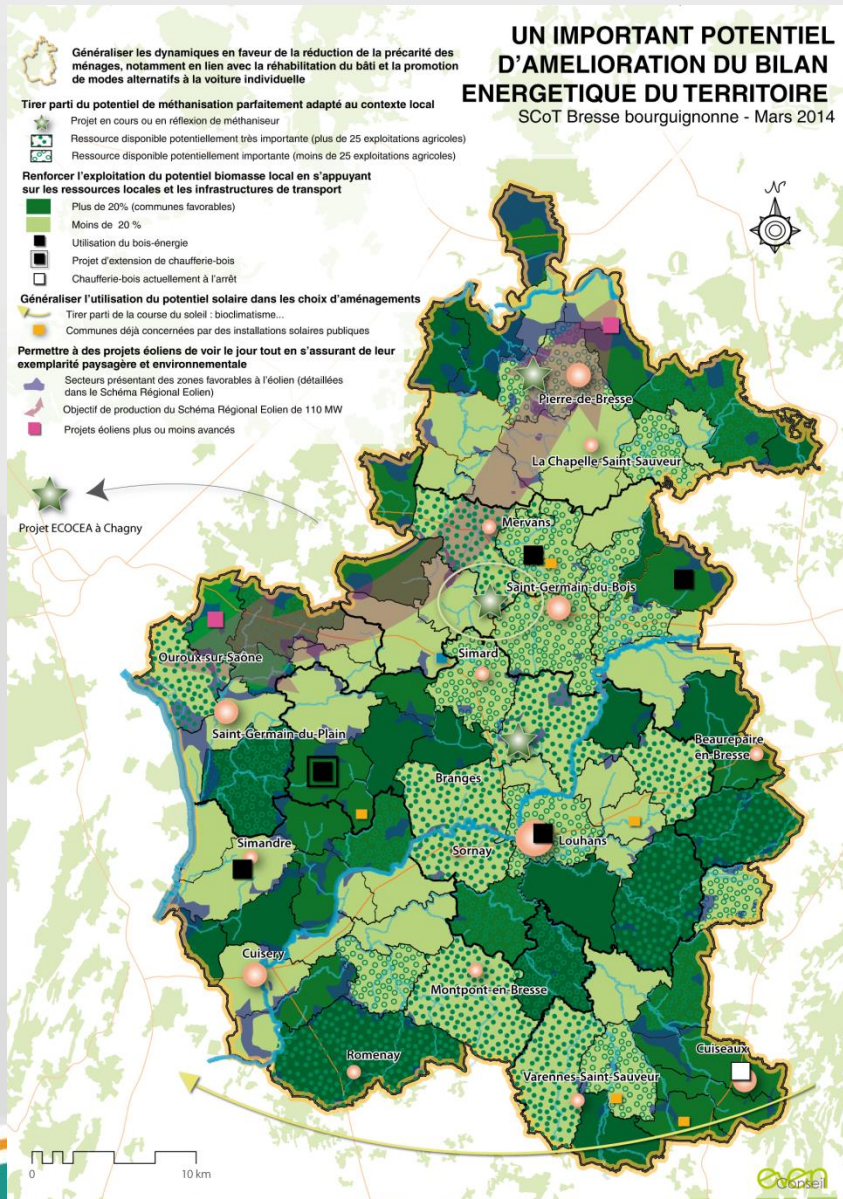 UN IMPORTANT POTENTIEL
D'AMELIORATION DU BILAN
ENERGETIQUE DU TERRITOIRE
SCoT Bresse bourguignonne - Mars 2014
Généraliser les dynamiques en faveur de la réduction de la précarité des
ménages, notamment en lien avec la réhabilitation du bâti et la promotion
de modes alternatifs à la voiture individuelle
Tirer parti du potentiel de méthanisation parfaitement adapté au contexte local
Projet en cours ou en réflexion de méthaniseur
Ressource disponible potentiellement très importante (plus de 25 exploitations agricoles)
Ressource disponible potentiellement importante (moins de 25 exploitations agricoles)
Renforcer l'exploitation du potentiel biomasse local en s'appuyant
sur les ressources locales et les infrastructures de transport
Plus de 20% (communes favorables)
Moins de 20 %
Utilisation du bois-énergie
Projet d'extension de chaufferie-bois
Chaufferie-bois actuellement à l'arrêt
Généraliser l'utilisation du potentiel solaire dans les choix d'aménagements
Tirer parti de la course du soleil : bioclimatisme...
Communes déjà concernées par des installations solaires publiques
Permettre à des projets éoliens de voir le jour tout en s'assurant de leur
exemplarité paysagère et environnementale
Secteurs présentant des zones favorables à l'éolien (détaillées
dans le Schéma Régional Eolien)
Objectif de production du Schéma Régional Eolien de 110 MW
Projets éoliens plus ou moins avancés
N
Pierre-de-Bresse
La Chapelle-Saint-Sauveur
Projet ECOCEA à Chagny
Mervans
Saint-Germain-du-Bois
Ouroux-sur-Saône
Simard
Saint-Germain-du-Plain
Beaurepaire
en-Bresse
Branges
Simandre
Sornay
Louhans
Cuisery
Montpont-en-Bresse
Romenay
Cuiseaux
Varennes-Saint-Sauveur
0
10 km
even
Conseil